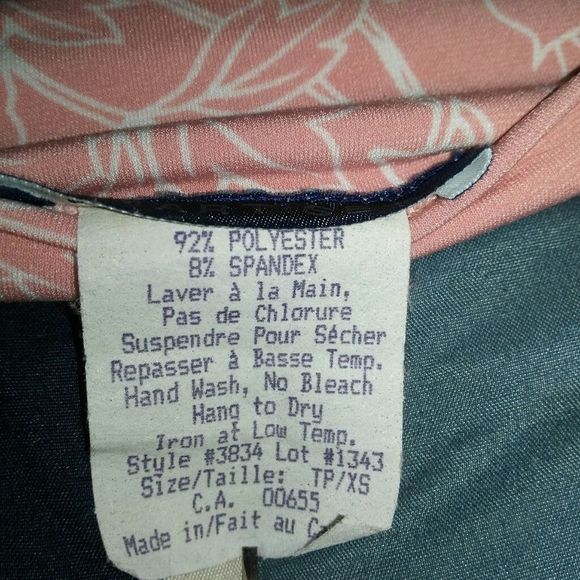 92% POLYESTER
8% SPANDEX
Laver à la Main,
Pas de Chlorure
Suspendre Pour Sécher
Repasser à Basse Temp.
Hand Wash, No Bleach
Hang to Dry
Iron at Low Temp.
Style #3834 Lot #1343
Size/Taille: TP/XS
C.A. 00655
Made in/Fait au